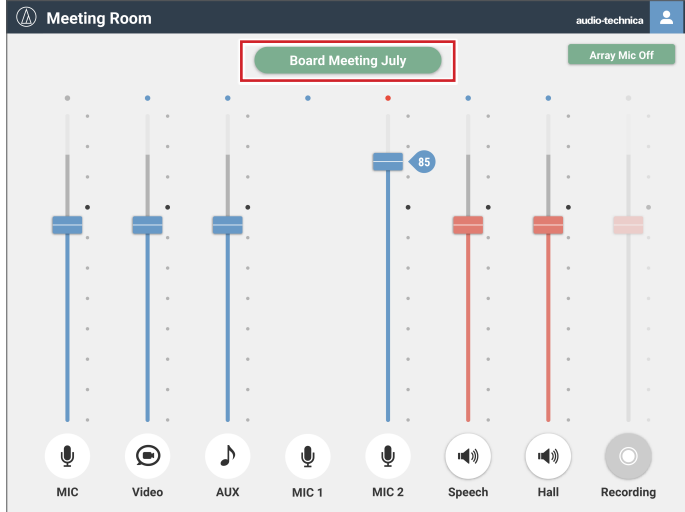 Meeting Room
audio-technica
Board Meeting July
Array Mic Off
85
MIC
Video
AUX
MIC 1
MIC 2
Speech
Hall
Recording